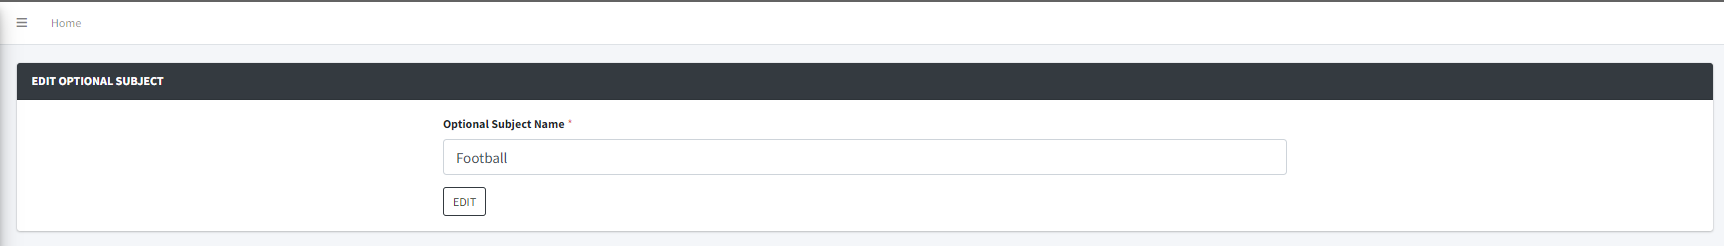 Home
EDIT OPTIONAL SUBJECT
Optional Subject Name *
Football
EDIT